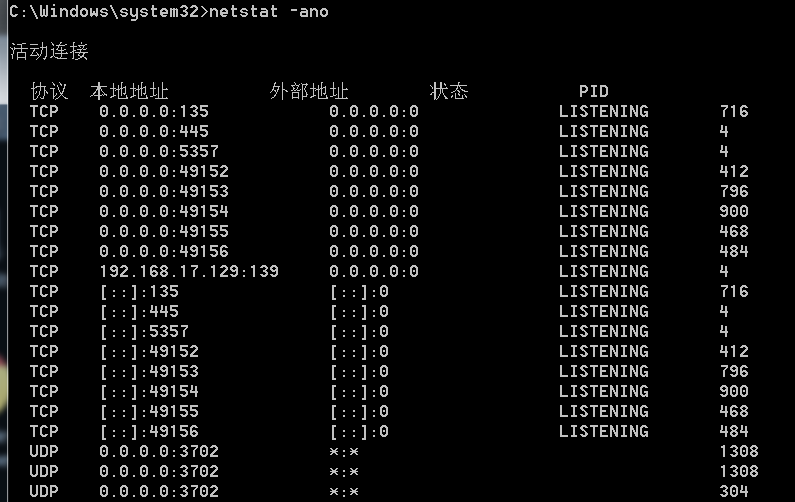 C:\Windows\system32>netstat -ano
活动连接
协议 本地地址 外部地址 状态 PID
TCP 0.0.0.0:135 0.0.0.0:0 LISTENING 716
TCP 0.0.0.0:445 0.0.0.0:0 LISTENING 4
TCP 0.0.0.0:5357 0.0.0.0:0 LISTENING 4
TCP 0.0.0.0:49152 0.0.0.0:0 LISTENING 412
TCP 0.0.0.0:49153 0.0.0.0:0 LISTENING 796
TCP 0.0.0.0:49154 0.0.0.0:0 LISTENING 900
TCP 0.0.0.0:49155 0.0.0.0:0 LISTENING 468
TCP 0.0.0.0:49156 0.0.0.0:0 LISTENING 484
TCP 192.168.17.129:139 0.0.0.0:0 LISTENING 4
TCP [::]:135 [::]:0 LISTENING 716
TCP [::]:445 [::]:0 LISTENING 4
TCP [::]:5357 [::]:0 LISTENING 4
TCP [::]:49152 [::]:0 LISTENING 412
TCP [::]:49153 [::]:0 LISTENING 796
TCP [::]:49154 [::]:0 LISTENING 900
TCP [::]:49155 [::]:0 LISTENING 468
TCP [::]:49156 [::]:0 LISTENING 484
UDP 0.0.0.0:3702 *:* 1308
UDP 0.0.0.0:3702 *:* 1308
UDP 0.0.0.0:3702 *:* 304